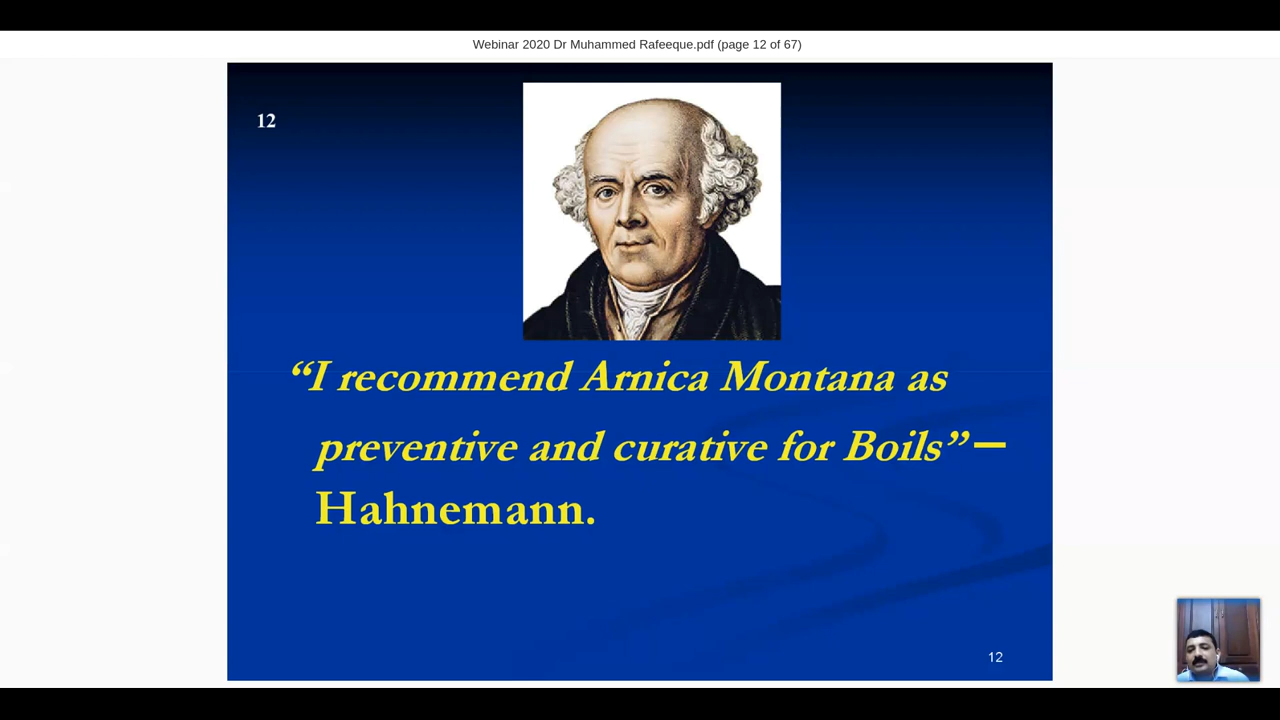 Webinar 2020 Dr Muhammed Rafeeque.pdf (page 12 of 67)
12
“I recommend Arnica Montana as
preventive and curative for Boils” –
Hahnemann.
12